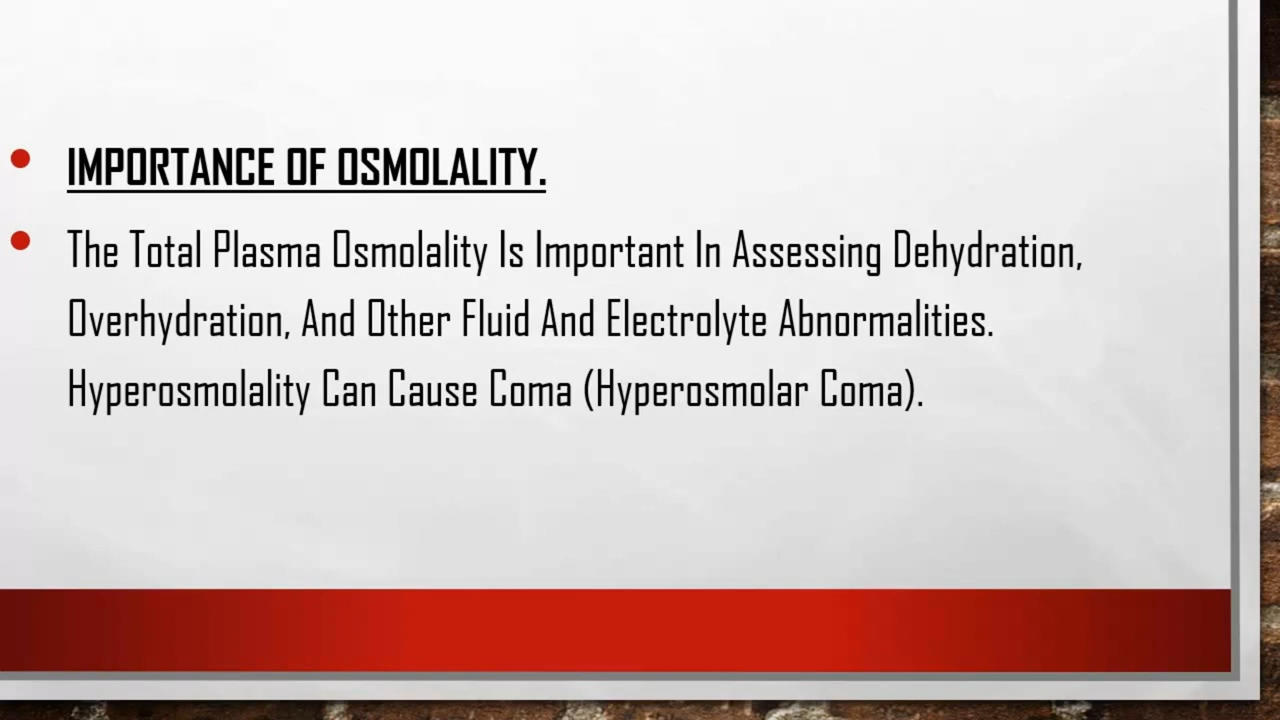 IMPORTANCE OF OSMOLALITY.
The Total Plasma Osmolality Is Important In Assessing Dehydration,
Overhydration, And Other Fluid And Electrolyte Abnormalities.
Hyperosmolality Can Cause Coma (Hyperosmolar Coma).